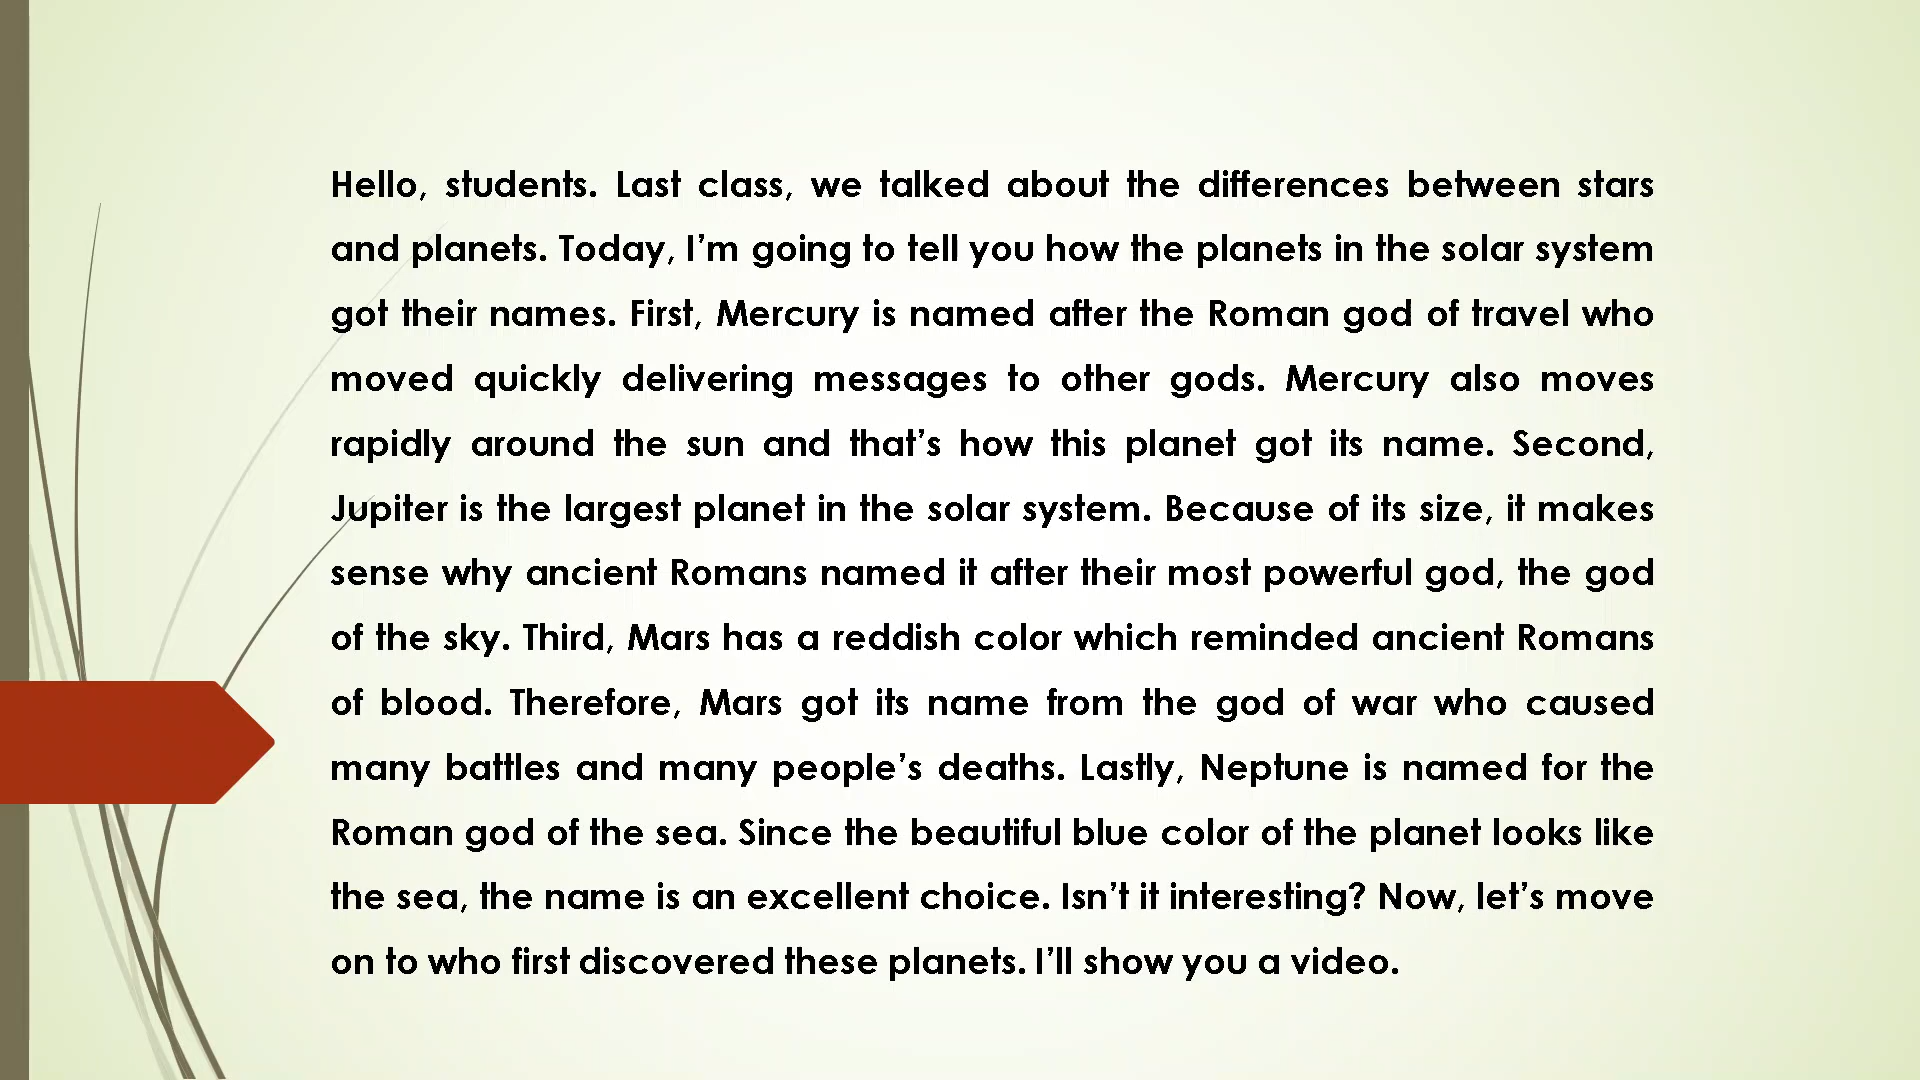 Hello, students. Last class, we talked about the differences between stars
and planets. Today, I’m going to tell you how the planets in the solar system
got their names. First, Mercury is named after the Roman god of travel who
moved quickly delivering messages to other gods. Mercury also moves
rapidly around the sun and that’s how this planet got its name. Second,
Jupiter is the largest planet in the solar system. Because of its size, it makes
sense why ancient Romans named it after their most powerful god, the god
of the sky. Third, Mars has a reddish color which reminded ancient Romans
of blood. Therefore, Mars got its name from the god of war who caused
many battles and many people’s deaths. Lastly, Neptune is named for the
Roman god of the sea. Since the beautiful blue color of the planet looks like
the sea, the name is an excellent choice. Isn’t it interesting? Now, let’s move
on to who first discovered these planets. I’ll show you a video.